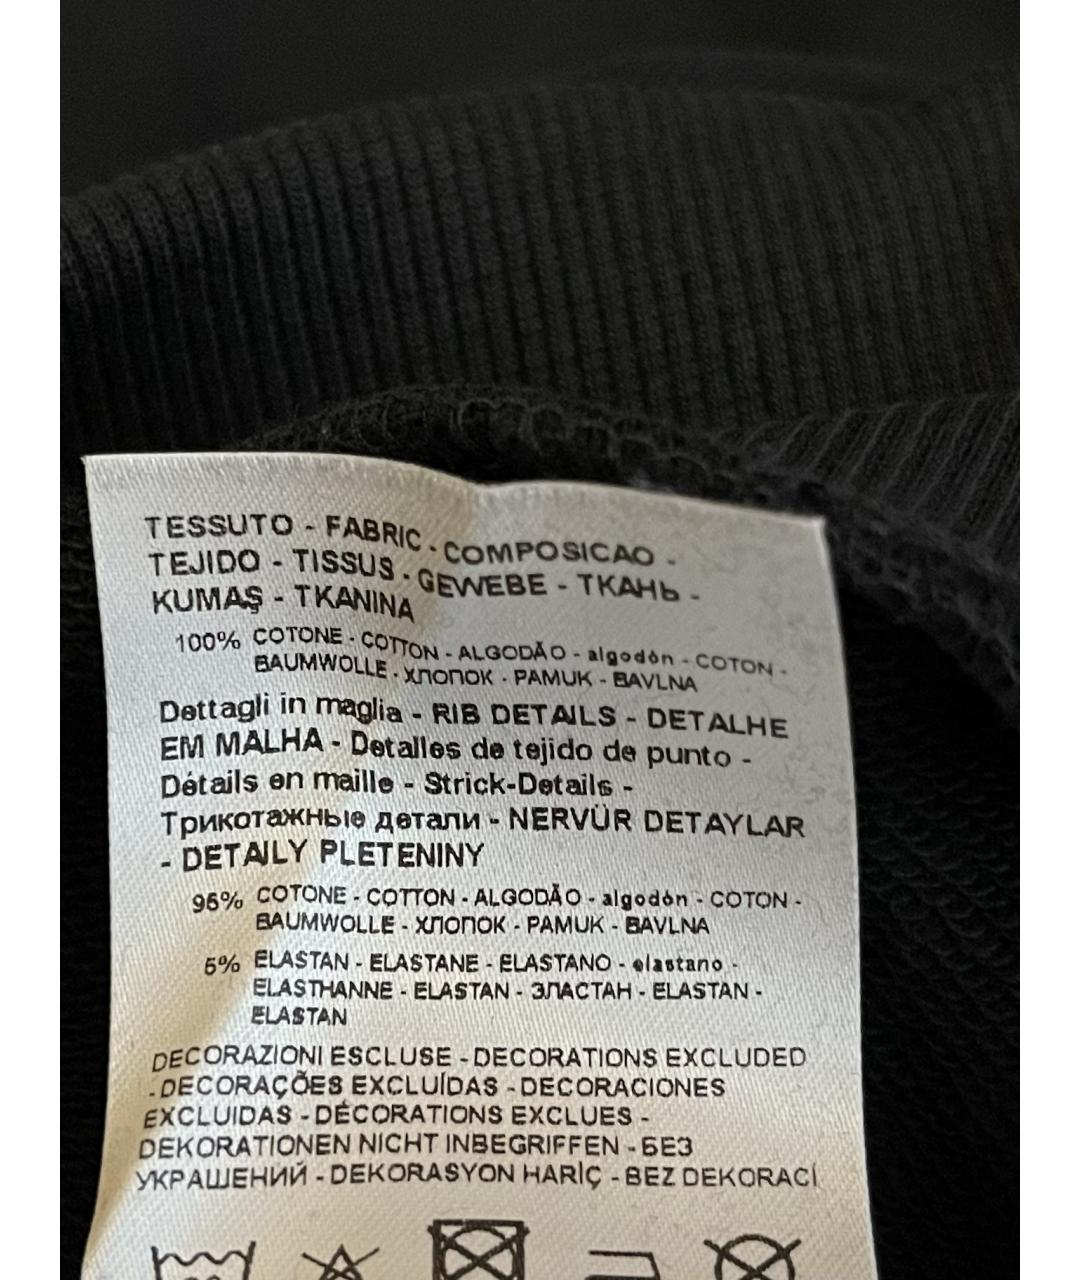 TESSUTO - FABRIC - COMPOSICAO -
TEJIDO - TISSUS - GEWEBE - ТКАНЬ -
KUMAŞ - TKANINA
100% COTONE - COTTON - ALGODÃO - algodón - COTON -
BAUMWOLLE - ХЛОПОК - PAMUK - BAVLNA
Dettagli in maglia - RIB DETAILS - DETALHE
EM MALHA - Detalles de tejido de punto -
Détails en maille - Strick-Details -
Трикотажные детали - NERVÜR DETAYLAR
- DETAILY PLETENINY
95% COTONE - COTTON - ALGODÃO - algodón - COTON -
BAUMWOLLE - ХЛОПОК - PAMUK - BAVLNA
5% ELASTAN - ELASTANE - ELASTANO - elastano -
ELASTHANNE - ELASTAN - ЭЛАСТАН - ELASTAN -
ELASTAN
DECORAZIONI ESCLUSE - DECORATIONS EXCLUDED
- DECORAÇÕES EXCLUÍDAS - DECORACIONES
EXCLUIDAS - DÉCORATIONS EXCLUES -
DEKORATIONEN NICHT INBEGRIFFEN - БЕЗ
УКРАШЕНИЙ - DEKORASYON HARİÇ - BEZ DEKORACÍ